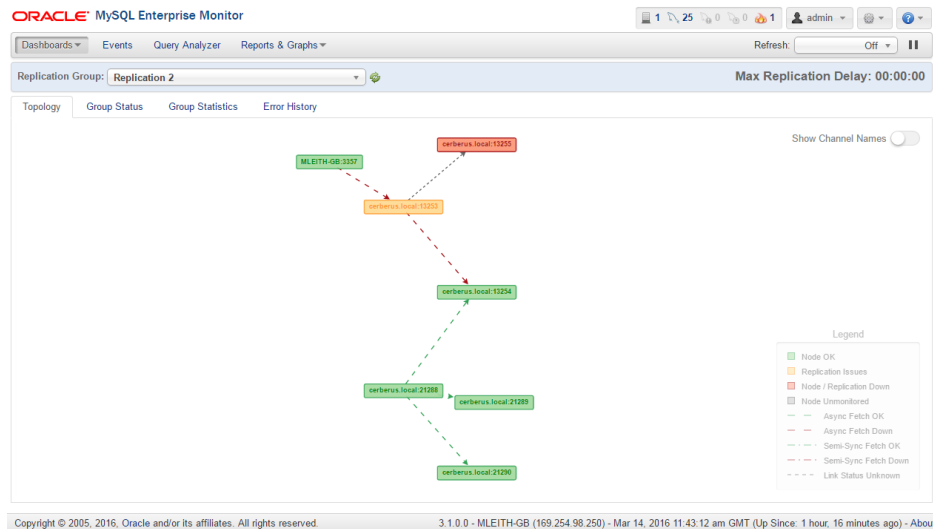 ORACLE MySQL Enterprise Monitor 1 25 0 0 1 admin
Dashboards Events Query Analyzer Reports & Graphs Refresh: Off
Replication Group: Replication 2 Max Replication Delay: 00:00:00
Topology Group Status Group Statistics Error History
Show Channel Names
cerberus.local:13255
MLEITH-GB:3357
cerberus.local:13253
cerberus.local:13254
cerberus.local:21288
cerberus.local:21289
cerberus.local:21290
Legend
Node OK
Replication Issues
Node / Replication Down
Node Unmonitored
Async Fetch OK
Async Fetch Down
Semi-Sync Fetch OK
Semi-Sync Fetch Down
Link Status Unknown
Copyright © 2005, 2016, Oracle and/or its affiliates. All rights reserved. 3.1.0.0 - MLEITH-GB (169.254.98.250) - Mar 14, 2016 11:43:12 am GMT (Up Since: 1 hour, 16 minutes ago) - Abou